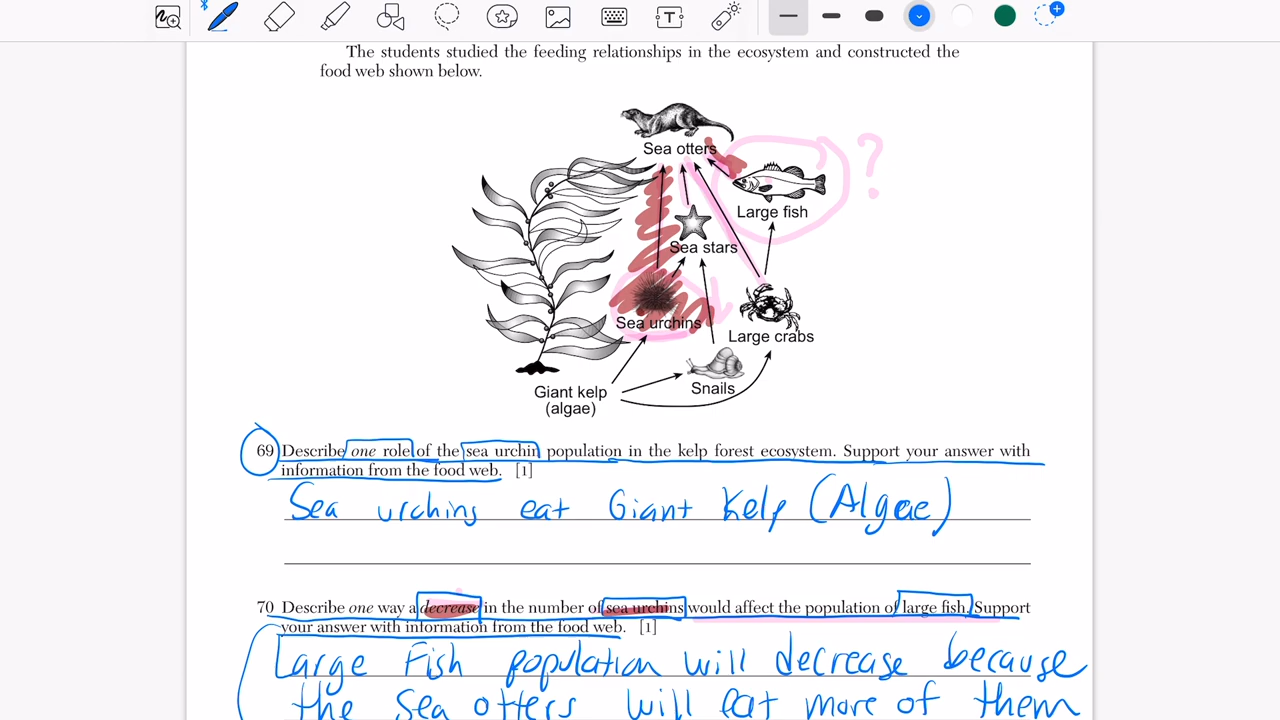 The students studied the feeding relationships in the ecosystem and constructed the
food web shown below.
Sea otters
?
Large fish
Sea stars
Sea urchins
Large crabs
Snails
Giant kelp
(algae)
69 Describe one role of the sea urchin population in the kelp forest ecosystem. Support your answer with
information from the food web. [1]
Sea urchins eat Giant Kelp (Algae)
70 Describe one way a decrease in the number of sea urchins would affect the population of large fish. Support
your answer with information from the food web. [1]
Large Fish population will decrease because
the Sea otters will eat more of them